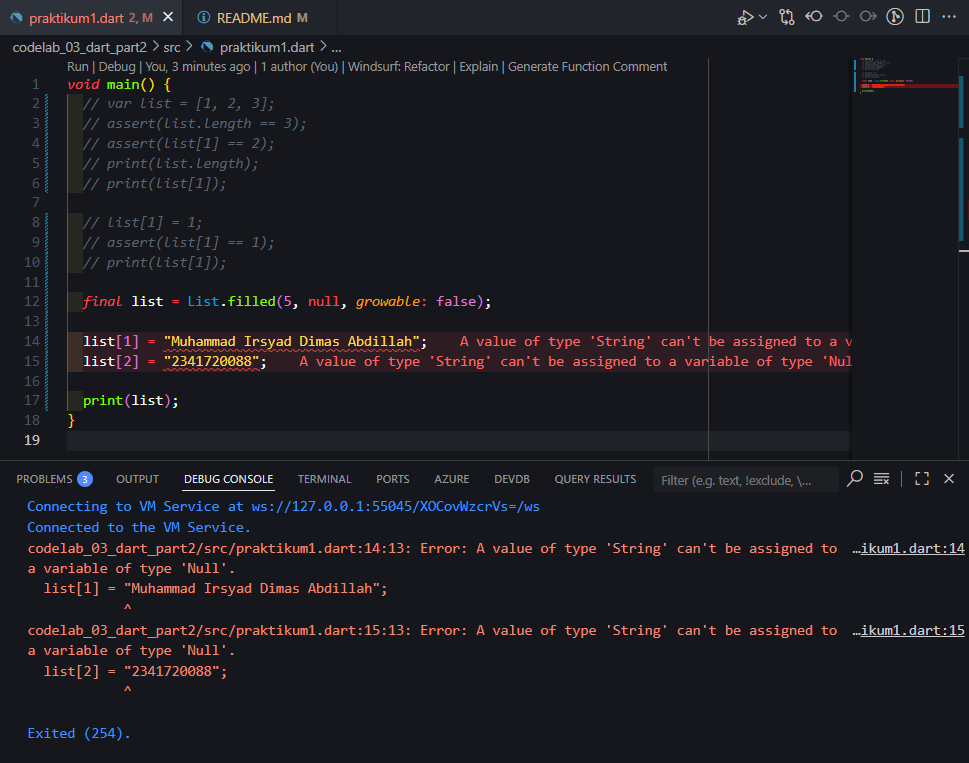 praktikum1.dart 2, M
README.md M
codelab_03_dart_part2 > src > praktikum1.dart > ...
Run | Debug | You, 3 minutes ago | 1 author (You) | Windsurf: Refactor | Explain | Generate Function Comment
1 void main() {
2 // var list = [1, 2, 3];
3 // assert(list.length == 3);
4 // assert(list[1] == 2);
5 // print(list.length);
6 // print(list[1]);
7
8 // list[1] = 1;
9 // assert(list[1] == 1);
10 // print(list[1]);
11
12 final list = List.filled(5, null, growable: false);
13
14 list[1] = "Muhammad Irsyad Dimas Abdillah"; A value of type 'String' can't be assigned to a v
15 list[2] = "2341720088"; A value of type 'String' can't be assigned to a variable of type 'Nul
16
17 print(list);
18 }
19
PROBLEMS 3 OUTPUT DEBUG CONSOLE TERMINAL PORTS AZURE DEVDB QUERY RESULTS Filter (e.g. text, !exclude, \...
Connecting to VM Service at ws://127.0.0.1:55045/XOCovWzcrVs=/ws
Connected to the VM Service.
codelab_03_dart_part2/src/praktikum1.dart:14:13: Error: A value of type 'String' can't be assigned to …ikum1.dart:14
a variable of type 'Null'.
list[1] = "Muhammad Irsyad Dimas Abdillah";
^
codelab_03_dart_part2/src/praktikum1.dart:15:13: Error: A value of type 'String' can't be assigned to …ikum1.dart:15
a variable of type 'Null'.
list[2] = "2341720088";
^
Exited (254).